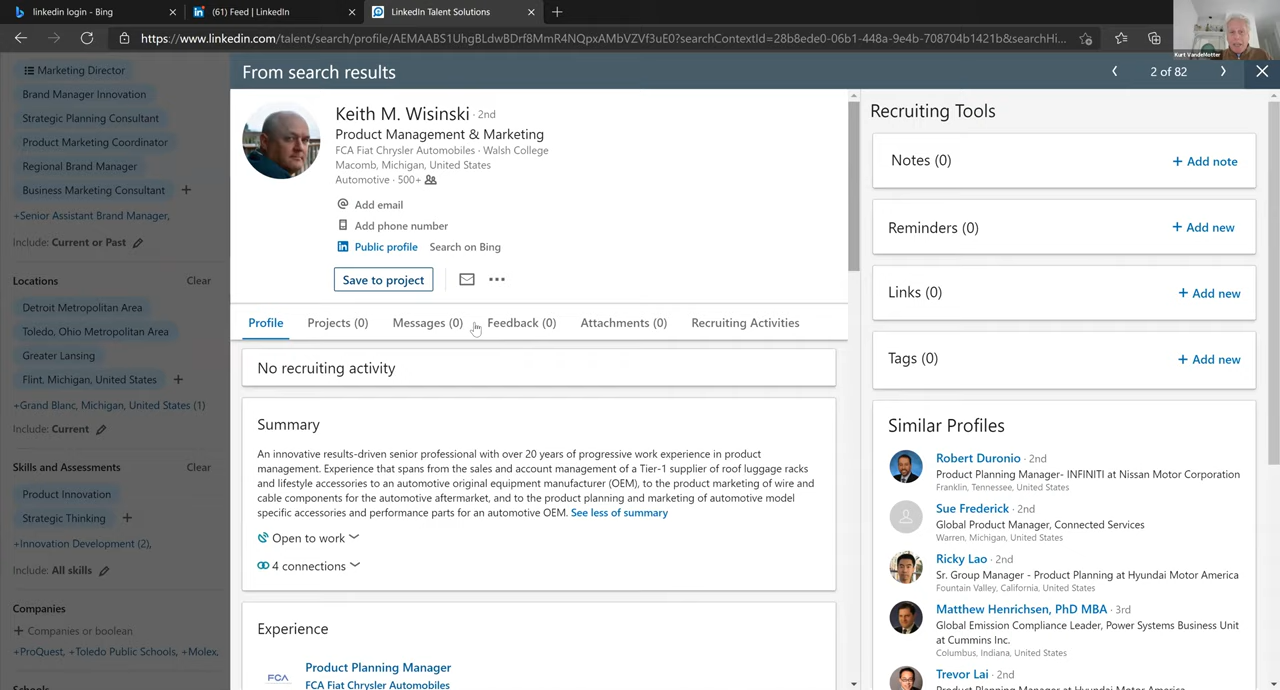 linkedin login - Bing
(61) Feed | LinkedIn
LinkedIn Talent Solutions
https://www.linkedin.com/talent/search/profile/AEMAABS1UhgBLdwBDrf8MmR4NQpxAMbVZVf3uE0?searchContextId=28b8ede0-06b1-448a-9e4b-708704b1421b&searchHi...
Kurt VandeMotter
Marketing Director
Brand Manager Innovation
Strategic Planning Consultant
Product Marketing Coordinator
Regional Brand Manager
Business Marketing Consultant +
+Senior Assistant Brand Manager,
Include: Current or Past
Locations Clear
Detroit Metropolitan Area
Toledo, Ohio Metropolitan Area
Greater Lansing
Flint, Michigan, United States +
+Grand Blanc, Michigan, United States (1)
Include: Current
Skills and Assessments Clear
Product Innovation
Strategic Thinking +
+Innovation Development (2),
Include: All skills
Companies
+ Companies or boolean
+ProQuest, +Toledo Public Schools, +Molex,
From search results
2 of 82
Keith M. Wisinski · 2nd
Product Management & Marketing
FCA Fiat Chrysler Automobiles · Walsh College
Macomb, Michigan, United States
Automotive · 500+
Add email
Add phone number
Public profile Search on Bing
Save to project
Profile Projects (0) Messages (0) Feedback (0) Attachments (0) Recruiting Activities
No recruiting activity
Summary
An innovative results-driven senior professional with over 20 years of progressive work experience in product
management. Experience that spans from the sales and account management of a Tier-1 supplier of roof luggage racks
and lifestyle accessories to an automotive original equipment manufacturer (OEM), to the product marketing of wire and
cable components for the automotive aftermarket, and to the product planning and marketing of automotive model
specific accessories and performance parts for an automotive OEM. See less of summary
Open to work
4 connections
Experience
FCA
Product Planning Manager
FCA Fiat Chrysler Automobiles
Recruiting Tools
Notes (0) + Add note
Reminders (0) + Add new
Links (0) + Add new
Tags (0) + Add new
Similar Profiles
Robert Duronio · 2nd
Product Planning Manager- INFINITI at Nissan Motor Corporation
Franklin, Tennessee, United States
Sue Frederick · 2nd
Global Product Manager, Connected Services
Warren, Michigan, United States
Ricky Lao · 2nd
Sr. Group Manager - Product Planning at Hyundai Motor America
Fountain Valley, California, United States
Matthew Henrichsen, PhD MBA · 3rd
Global Emission Compliance Leader, Power Systems Business Unit
at Cummins Inc.
Columbus, Indiana, United States
Trevor Lai · 2nd